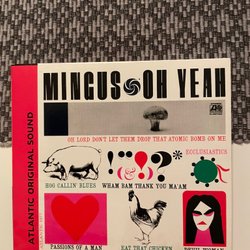 MINGUS OH YEAH
ATLANTIC
OH LORD DON'T LET THEM DROP THAT ATOMIC BOMB ON ME
ECCLUSIASTICS
HOG CALLIN' BLUES
!"&$?*
WHAM BAM THANK YOU MA'AM
PASSIONS OF A MAN
EAT THAT CHICKEN
DEVIL WOMAN
ATLANTIC ORIGINAL SOUND